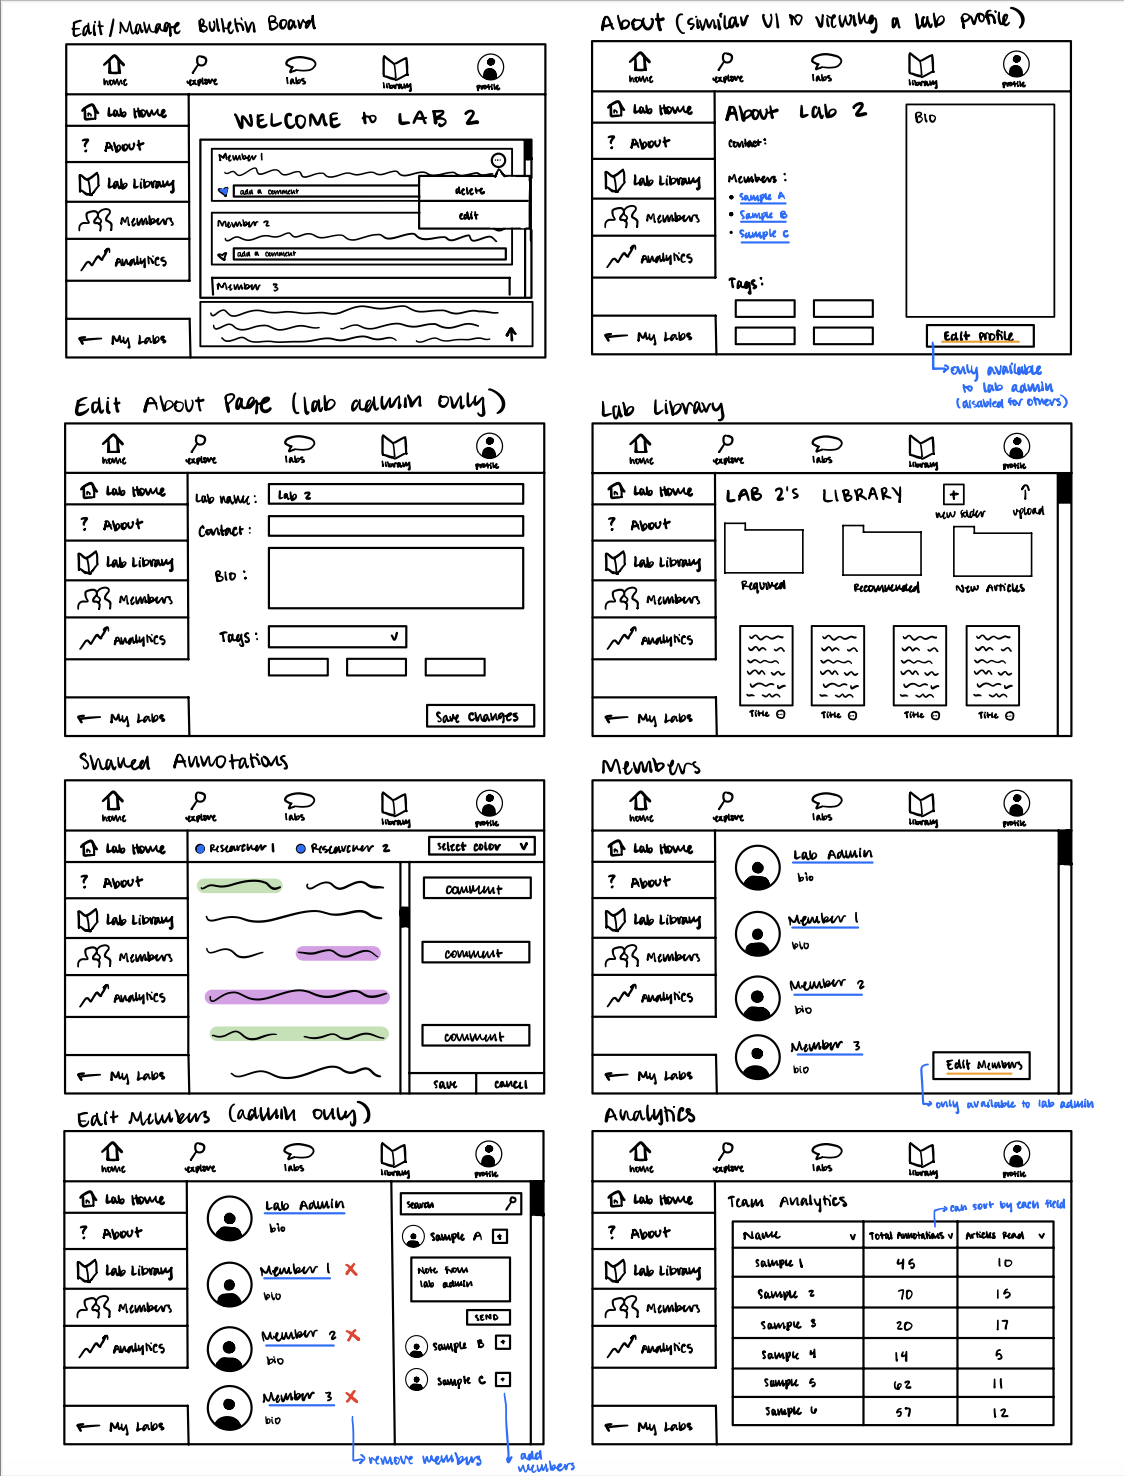 Edit/Manage Bulletin Board
home explore labs library profile
Lab Home
? About
Lab Library
Members
Analytics
My Labs
WELCOME to LAB 2
Member 1
add a comment
delete
edit
Member 2
add a comment
Member 3
About (similar UI to viewing a lab profile)
home explore labs library profile
Lab Home
? About
Lab Library
Members
Analytics
My Labs
About Lab 2
Contact:
Members:
• Sample A
• Sample B
• Sample C
Tags:
BIO
Edit Profile
only available
to lab admin
(disabled for others)
Edit About Page (lab admin only)
home explore labs library profile
Lab Home
? About
Lab Library
Members
Analytics
My Labs
Lab name: Lab 2
Contact:
BIO:
Tags:
Save Changes
Lab Library
home explore labs library profile
Lab Home
? About
Lab Library
Members
Analytics
My Labs
LAB 2's LIBRARY
+
new folder
upload
Required
Recommended
New Articles
Title Title Title Title
Shared Annotations
home explore labs library profile
Lab Home
? About
Lab Library
Members
Analytics
My Labs
Researcher 1 Researcher 2
Select color
comment
comment
comment
save cancel
Members
home explore labs library profile
Lab Home
? About
Lab Library
Members
Analytics
My Labs
Lab Admin
bio
Member 1
bio
Member 2
bio
Member 3
bio
Edit Members
only available to lab admin
Edit Members (admin only)
home explore labs library profile
Lab Home
? About
Lab Library
Members
Analytics
My Labs
Lab Admin
bio
Member 1 X
bio
Member 2 X
bio
Member 3 X
bio
remove members
Search
Sample A +
Note from
lab admin
SEND
Sample B +
Sample C +
add
members
Analytics
home explore labs library profile
Lab Home
? About
Lab Library
Members
Analytics
My Labs
Team Analytics
can sort by each field
Name Total Annotations Articles Read
Sample 1 45 10
Sample 2 70 15
Sample 3 20 17
Sample 4 14 5
Sample 5 62 11
Sample 6 57 12